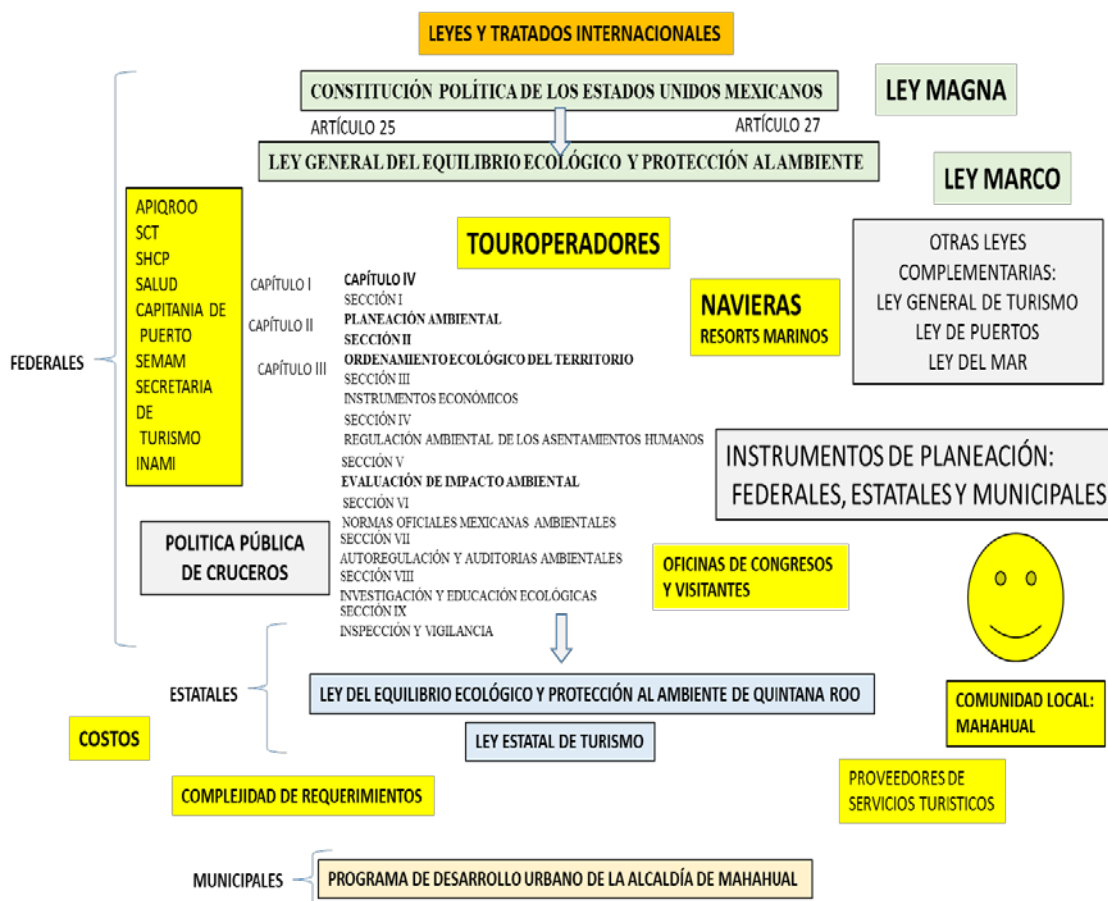 LEYES Y TRATADOS INTERNACIONALES
CONSTITUCIÓN POLÍTICA DE LOS ESTADOS UNIDOS MEXICANOS
LEY MAGNA
ARTÍCULO 25
ARTÍCULO 27
LEY GENERAL DEL EQUILIBRIO ECOLÓGICO Y PROTECCIÓN AL AMBIENTE
LEY MARCO
FEDERALES
APIQROO
SCT
SHCP
SALUD
CAPITANIA DE
PUERTO
SEMAM
SECRETARIA
DE
TURISMO
INAMI
TOUROPERADORES
CAPÍTULO I
CAPÍTULO II
CAPÍTULO III
CAPÍTULO IV
SECCIÓN I
PLANEACIÓN AMBIENTAL
SECCIÓN II
ORDENAMIENTO ECOLÓGICO DEL TERRITORIO
SECCIÓN III
INSTRUMENTOS ECONÓMICOS
SECCIÓN IV
REGULACIÓN AMBIENTAL DE LOS ASENTAMIENTOS HUMANOS
SECCIÓN V
EVALUACIÓN DE IMPACTO AMBIENTAL
SECCIÓN VI
NORMAS OFICIALES MEXICANAS AMBIENTALES
SECCIÓN VII
AUTOREGULACIÓN Y AUDITORIAS AMBIENTALES
SECCIÓN VIII
INVESTIGACIÓN Y EDUCACIÓN ECOLÓGICAS
SECCIÓN IX
INSPECCIÓN Y VIGILANCIA
NAVIERAS
RESORTS MARINOS
OTRAS LEYES
COMPLEMENTARIAS:
LEY GENERAL DE TURISMO
LEY DE PUERTOS
LEY DEL MAR
INSTRUMENTOS DE PLANEACIÓN:
FEDERALES, ESTATALES Y MUNICIPALES
POLITICA PÚBLICA
DE CRUCEROS
OFICINAS DE CONGRESOS
Y VISITANTES
ESTATALES
LEY DEL EQUILIBRIO ECOLÓGICO Y PROTECCIÓN AL AMBIENTE DE QUINTANA ROO
LEY ESTATAL DE TURISMO
COMUNIDAD LOCAL:
MAHAHUAL
COSTOS
COMPLEJIDAD DE REQUERIMIENTOS
PROVEEDORES DE
SERVICIOS TURISTICOS
MUNICIPALES
PROGRAMA DE DESARROLLO URBANO DE LA ALCALDÍA DE MAHAHUAL